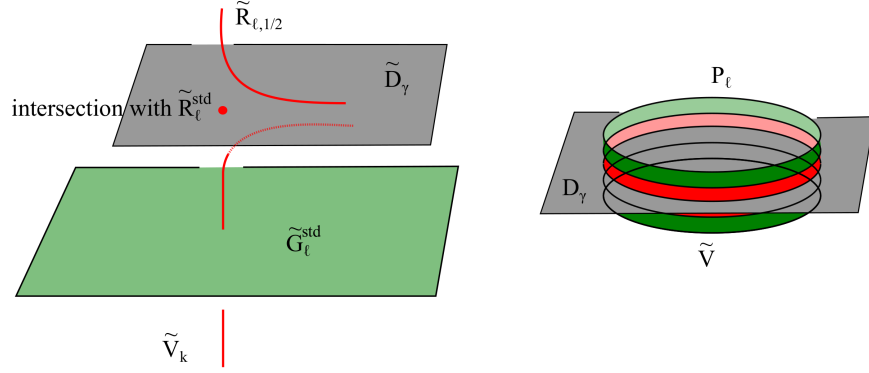 R̃ℓ,1/2
D̃γ
intersection with R̃ℓstd
G̃ℓstd
Ṽk
Pℓ
Dγ
Ṽ